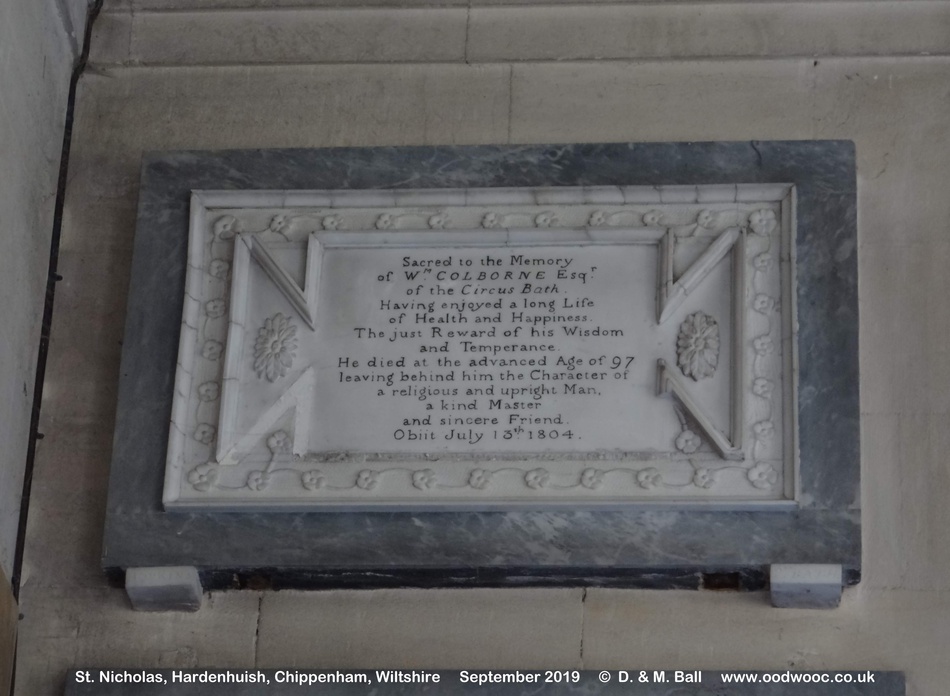 Sacred to the Memory
of Wm. COLBORNE Esqr.
of the Circus Bath.
Having enjoyed a long Life
of Health and Happiness.
The just Reward of his Wisdom
and Temperance.
He died at the advanced Age of 97
leaving behind him the Character of
a religious and upright Man,
a kind Master
and sincere Friend.
Obiit July 13th 1804.
St. Nicholas, Hardenhuish, Chippenham, Wiltshire September 2019 © D. & M. Ball www.oodwooc.co.uk